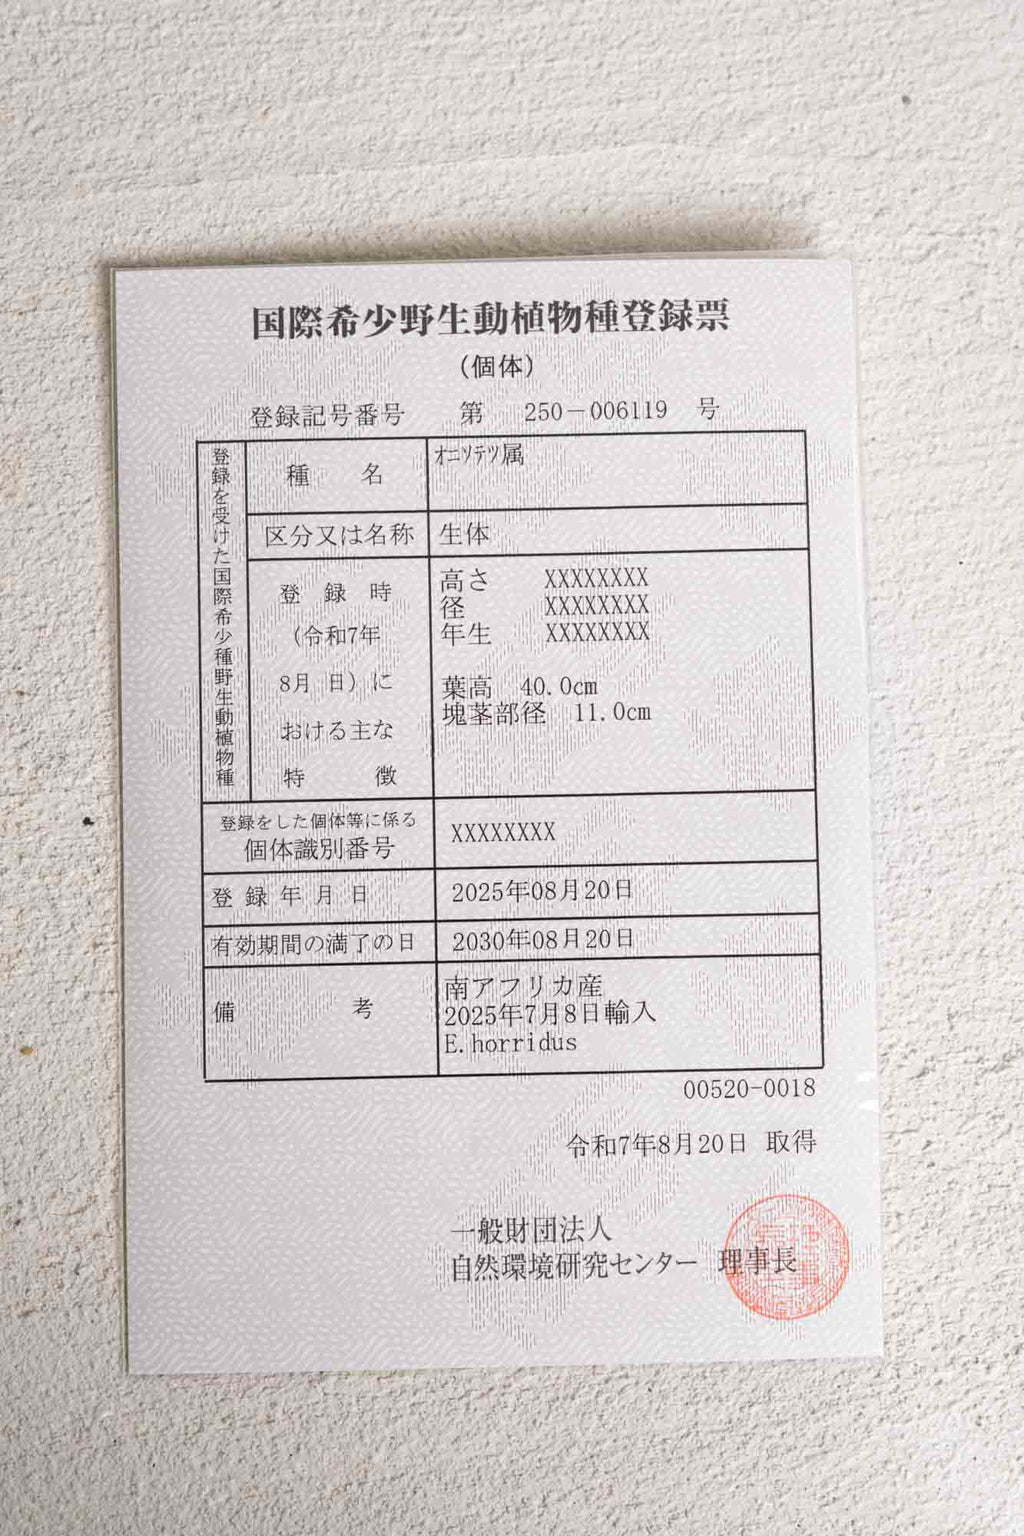 国際希少野生動植物種登録票
(個体)
登録記号番号 第 250-006119 号
登録を受けた国際希少種野生動植物種
種 名 ｵﾆｿﾃﾂ属
区分又は名称 生体
登録時
(令和7年
8月 日)に
おける主な
特 徴
高さ XXXXXXXX
径 XXXXXXXX
年生 XXXXXXXX
葉高 40.0cm
塊茎部径 11.0cm
登録をした個体等に係る
個体識別番号 XXXXXXXX
登録年月日 2025年08月20日
有効期間の満了の日 2030年08月20日
備 考
南アフリカ産
2025年7月8日輸入
E.horridus
00520-0018
令和7年8月20日 取得
一般財団法人
自然環境研究センター 理事長